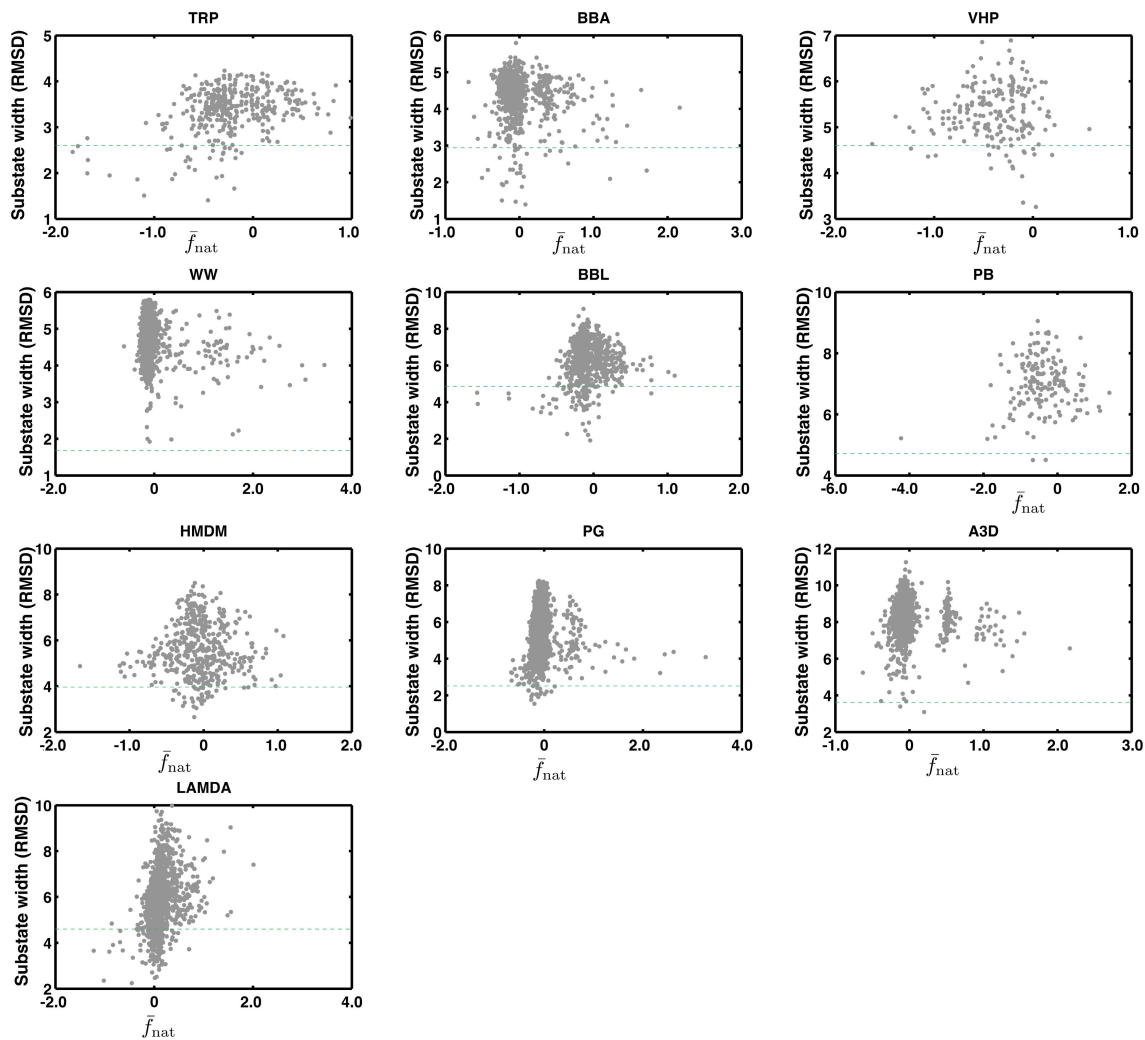 TRP
Substate width (RMSD)
5
4
3
2
1
-2.0 -1.0 0 1.0
f̄nat
BBA
Substate width (RMSD)
6
5
4
3
2
1
-1.0 0 1.0 2.0 3.0
f̄nat
VHP
Substate width (RMSD)
7
6
5
4
3
-2.0 -1.0 0 1.0
f̄nat
WW
Substate width (RMSD)
6
5
4
3
2
1
-2.0 0 2.0 4.0
BBL
Substate width (RMSD)
10
8
6
4
2
0
-2.0 -1.0 0 1.0 2.0
PB
Substate width (RMSD)
10
8
6
4
-6.0 -4.0 -2.0 0 2.0
f̄nat
HMDM
Substate width (RMSD)
10
8
6
4
2
-2.0 -1.0 0 1.0 2.0
f̄nat
PG
Substate width (RMSD)
10
8
6
4
2
0
-2.0 0 2.0 4.0
f̄nat
A3D
Substate width (RMSD)
12
10
8
6
4
2
-1.0 0 1.0 2.0 3.0
f̄nat
LAMDA
Substate width (RMSD)
10
8
6
4
2
-2.0 0 2.0 4.0
f̄nat